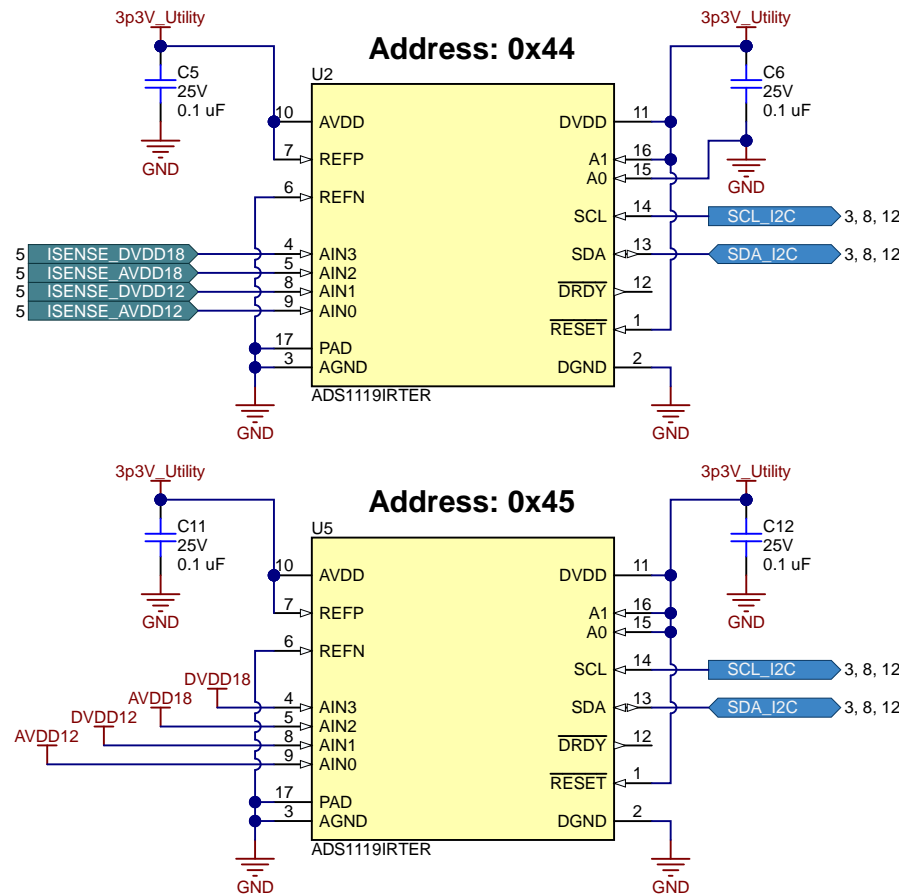 3p3V_Utility
Address: 0x44
3p3V_Utility
C5
25V
0.1 uF
GND
U2
C6
25V
0.1 uF
GND
10 AVDD
DVDD 11
7 REFP
A1 16
A0 15
6 REFN
SCL 14 SCL_I2C 3, 8, 12
5 ISENSE_DVDD18 4 AIN3
SDA 13 SDA_I2C 3, 8, 12
5 ISENSE_AVDD18 5 AIN2
5 ISENSE_DVDD12 8 AIN1
DRDY 12
5 ISENSE_AVDD12 9 AIN0
RESET 1
17 PAD
3 AGND
DGND 2
ADS1119IRTER
GND
GND
3p3V_Utility
Address: 0x45
3p3V_Utility
C11
25V
0.1 uF
GND
U5
C12
25V
0.1 uF
GND
10 AVDD
DVDD 11
7 REFP
A1 16
A0 15
6 REFN
SCL 14 SCL_I2C 3, 8, 12
DVDD18 4 AIN3
SDA 13 SDA_I2C 3, 8, 12
AVDD18 5 AIN2
DVDD12 8 AIN1
DRDY 12
AVDD12 9 AIN0
RESET 1
17 PAD
3 AGND
DGND 2
ADS1119IRTER
GND
GND